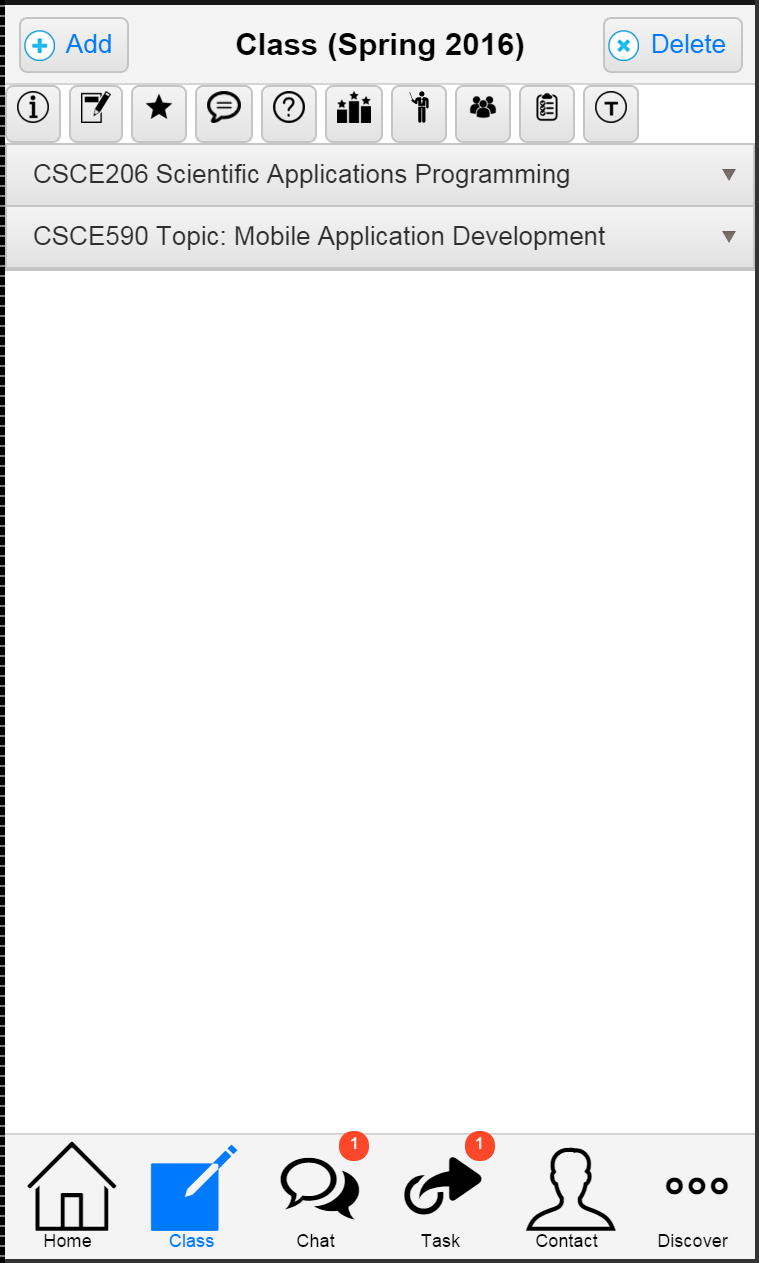 Add
Class (Spring 2016)
Delete
T
CSCE206 Scientific Applications Programming
CSCE590 Topic: Mobile Application Development
1
1
Home
Class
Chat
Task
Contact
Discover